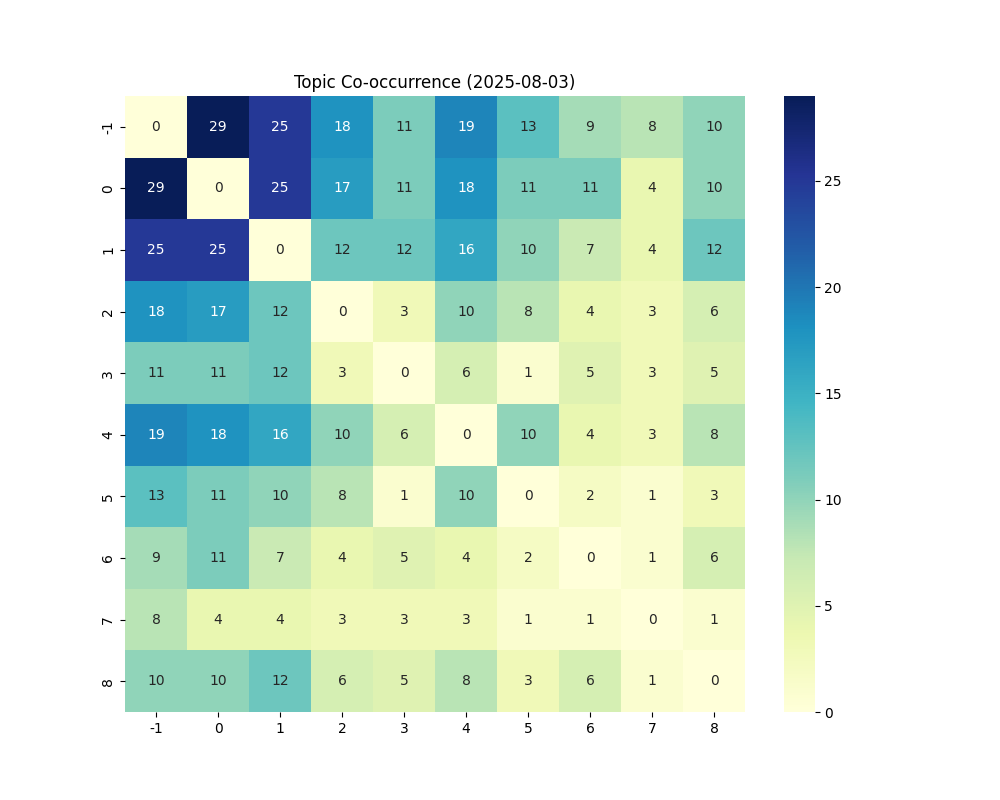 Topic Co-occurrence (2025-08-03)
-1 0 29 25 18 11 19 13 9 8 10
0 29 0 25 17 11 18 11 11 4 10
1 25 25 0 12 12 16 10 7 4 12
2 18 17 12 0 3 10 8 4 3 6
3 11 11 12 3 0 6 1 5 3 5
4 19 18 16 10 6 0 10 4 3 8
5 13 11 10 8 1 10 0 2 1 3
6 9 11 7 4 5 4 2 0 1 6
7 8 4 4 3 3 3 1 1 0 1
8 10 10 12 6 5 8 3 6 1 0
-1 0 1 2 3 4 5 6 7 8
25
20
15
10
5
0